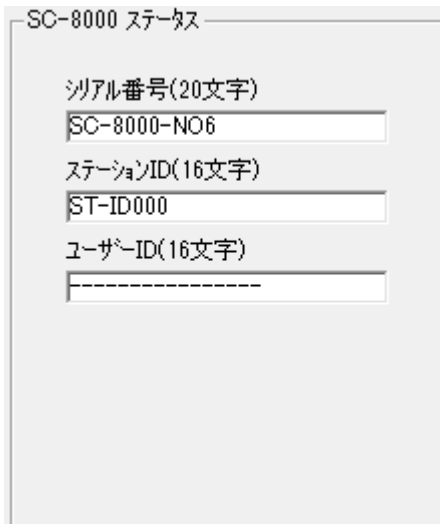 SC-8000 ステータス
シリアル番号(20文字)
SC-8000-NO6
ステーションID(16文字)
ST-ID000
ユーザーID(16文字)
----------------